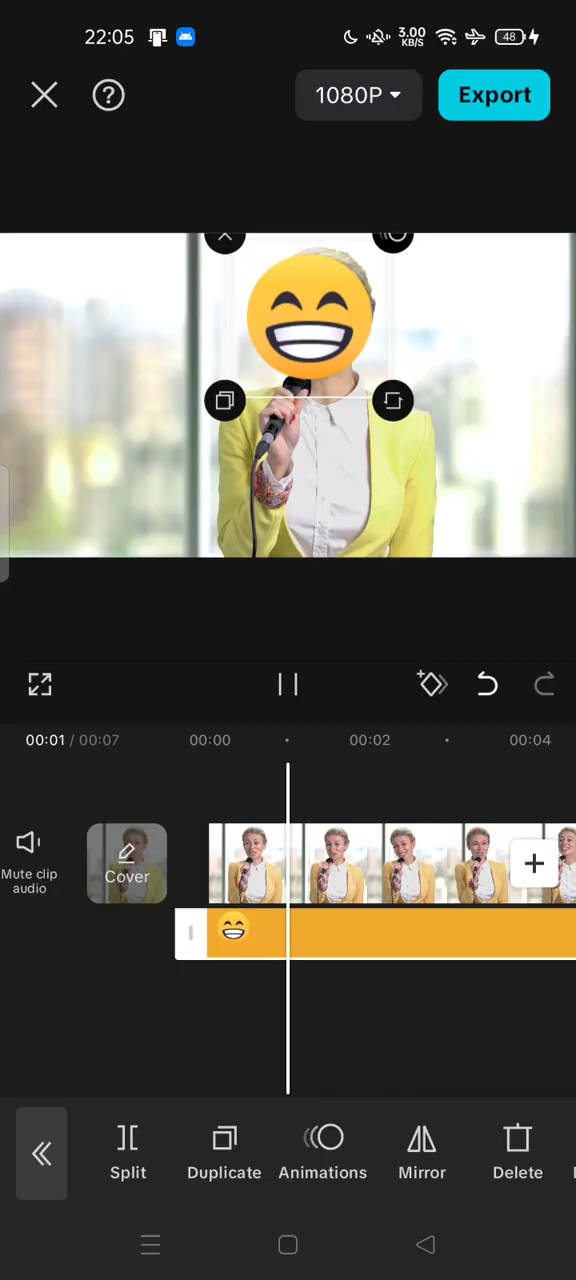 22:05 3.00 KB/S 48
1080P Export
00:01 / 00:07 00:00 00:02 00:04
Mute clip audio
Cover
Split Duplicate Animations Mirror Delete